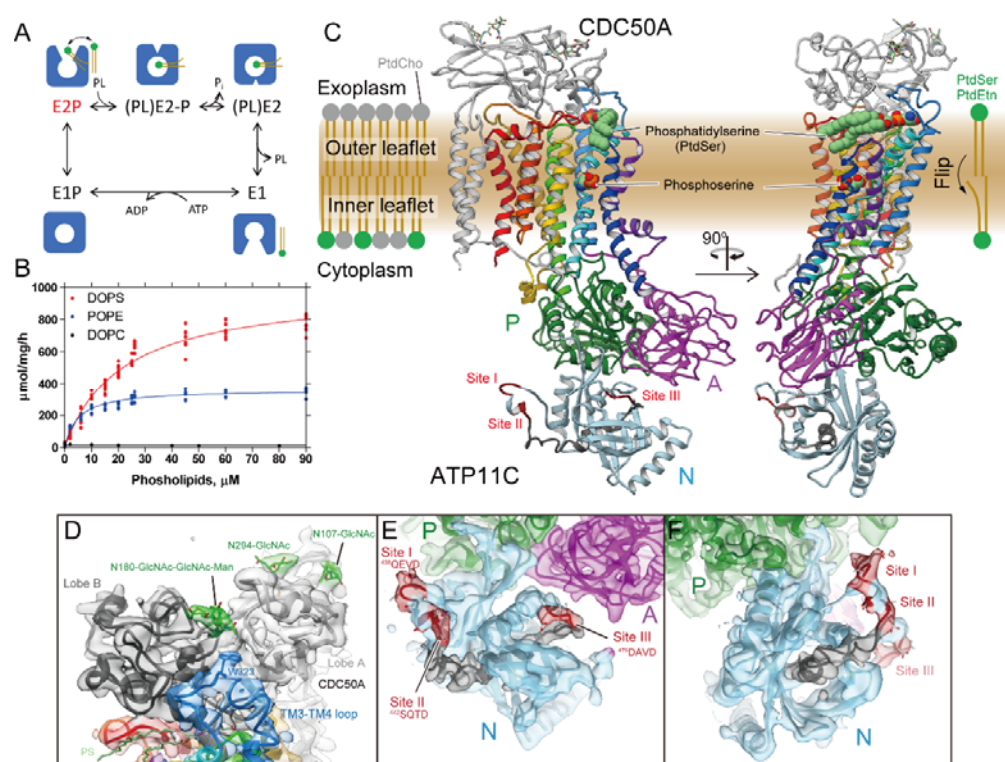 A
PL
Pi
E2P
(PL)E2-P
(PL)E2
PL
E1P
E1
ADP
ATP
B
1000
800
600
400
200
0
μmol/mg/h
DOPS
POPE
DOPC
0 10 20 30 40 50 60 70 80 90
Phosholipids, μM
C
CDC50A
PtdCho
Exoplasm
Outer leaflet
Inner leaflet
Cytoplasm
Phosphatidylserine
(PtdSer)
Phosphoserine
PtdSer
PtdEtn
Flip
90°
P
A
Site I
Site II
Site III
N
ATP11C
D
N180-GlcNAc-GlcNAc-Man
N294-GlcNAc
N107-GlcNAc
Lobe B
Lobe A
CDC50A
TM3-TM4 loop
PS
E
P
A
Site I
QEVD
Site II
SQTD
Site III
DAVD
N
F
P
Site I
Site II
Site III
N